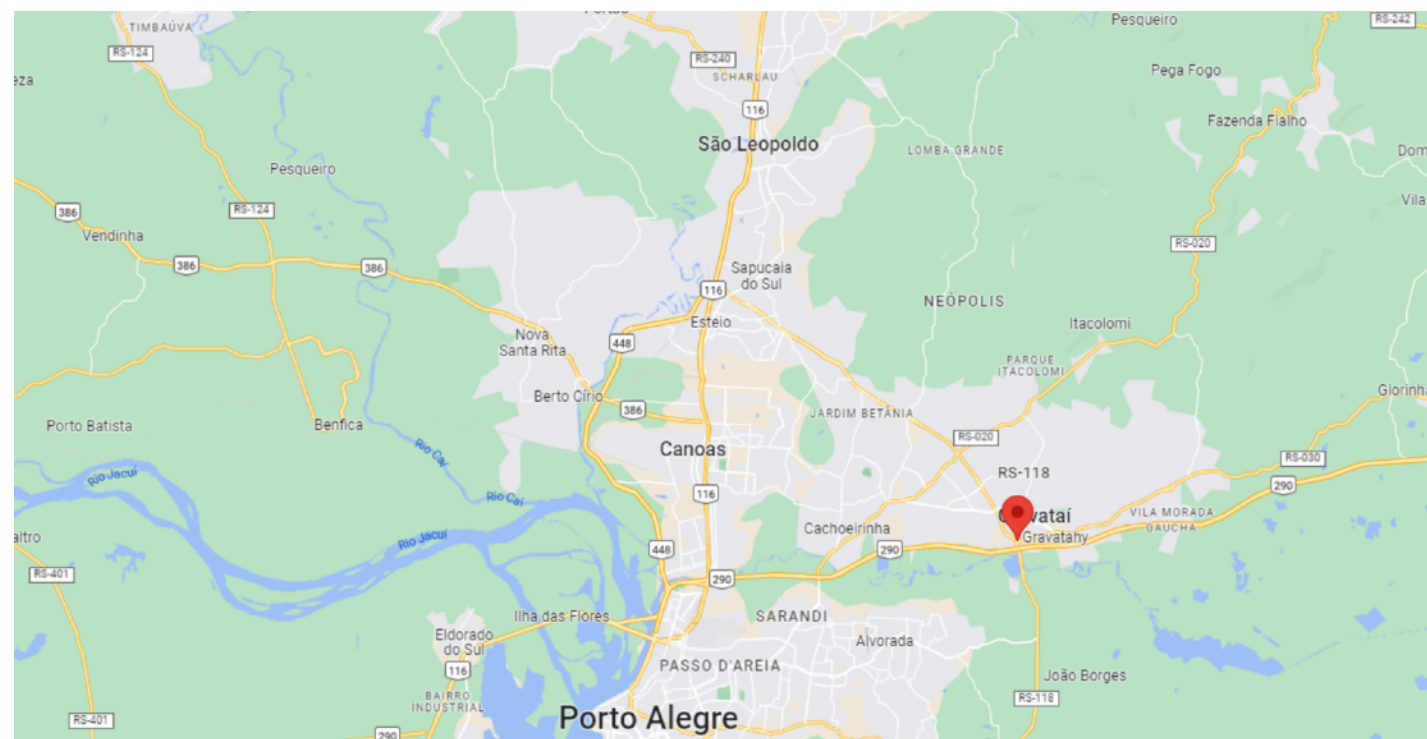 TIMBAÚVA
RS-124
RS-240
SCHARLAU
Pesqueiro
RS-242
eza
116
Pega Fogo
Fazenda Fialho
São Leopoldo
LOMBA GRANDE
Dom
Pesqueiro
386
RS-124
Vila
Vendinha
386
386
RS-020
Sapucaia
do Sul
116
NEÓPOLIS
Esteio
Itacolomi
Nova
Santa Rita
448
PARQUE
ITACOLOMI
Berto Círio
386
JARDIM BETÂNIA
Glorinha
Porto Batista
Benfica
RS-020
Canoas
Rio Caí
RS-030
RS-118
Rio Jacuí
290
116
Rio Caí
VILA MORADA
GAUCHA
Cachoeirinha
Gravatahy
altro
Rio Jacuí
448
290
RS-401
290
Ilha das Flores
SARANDI
Eldorado
do Sul
Alvorada
116
PASSO D'AREIA
João Borges
BAIRRO
INDUSTRIAL
RS-118
RS-401
Porto Alegre
290